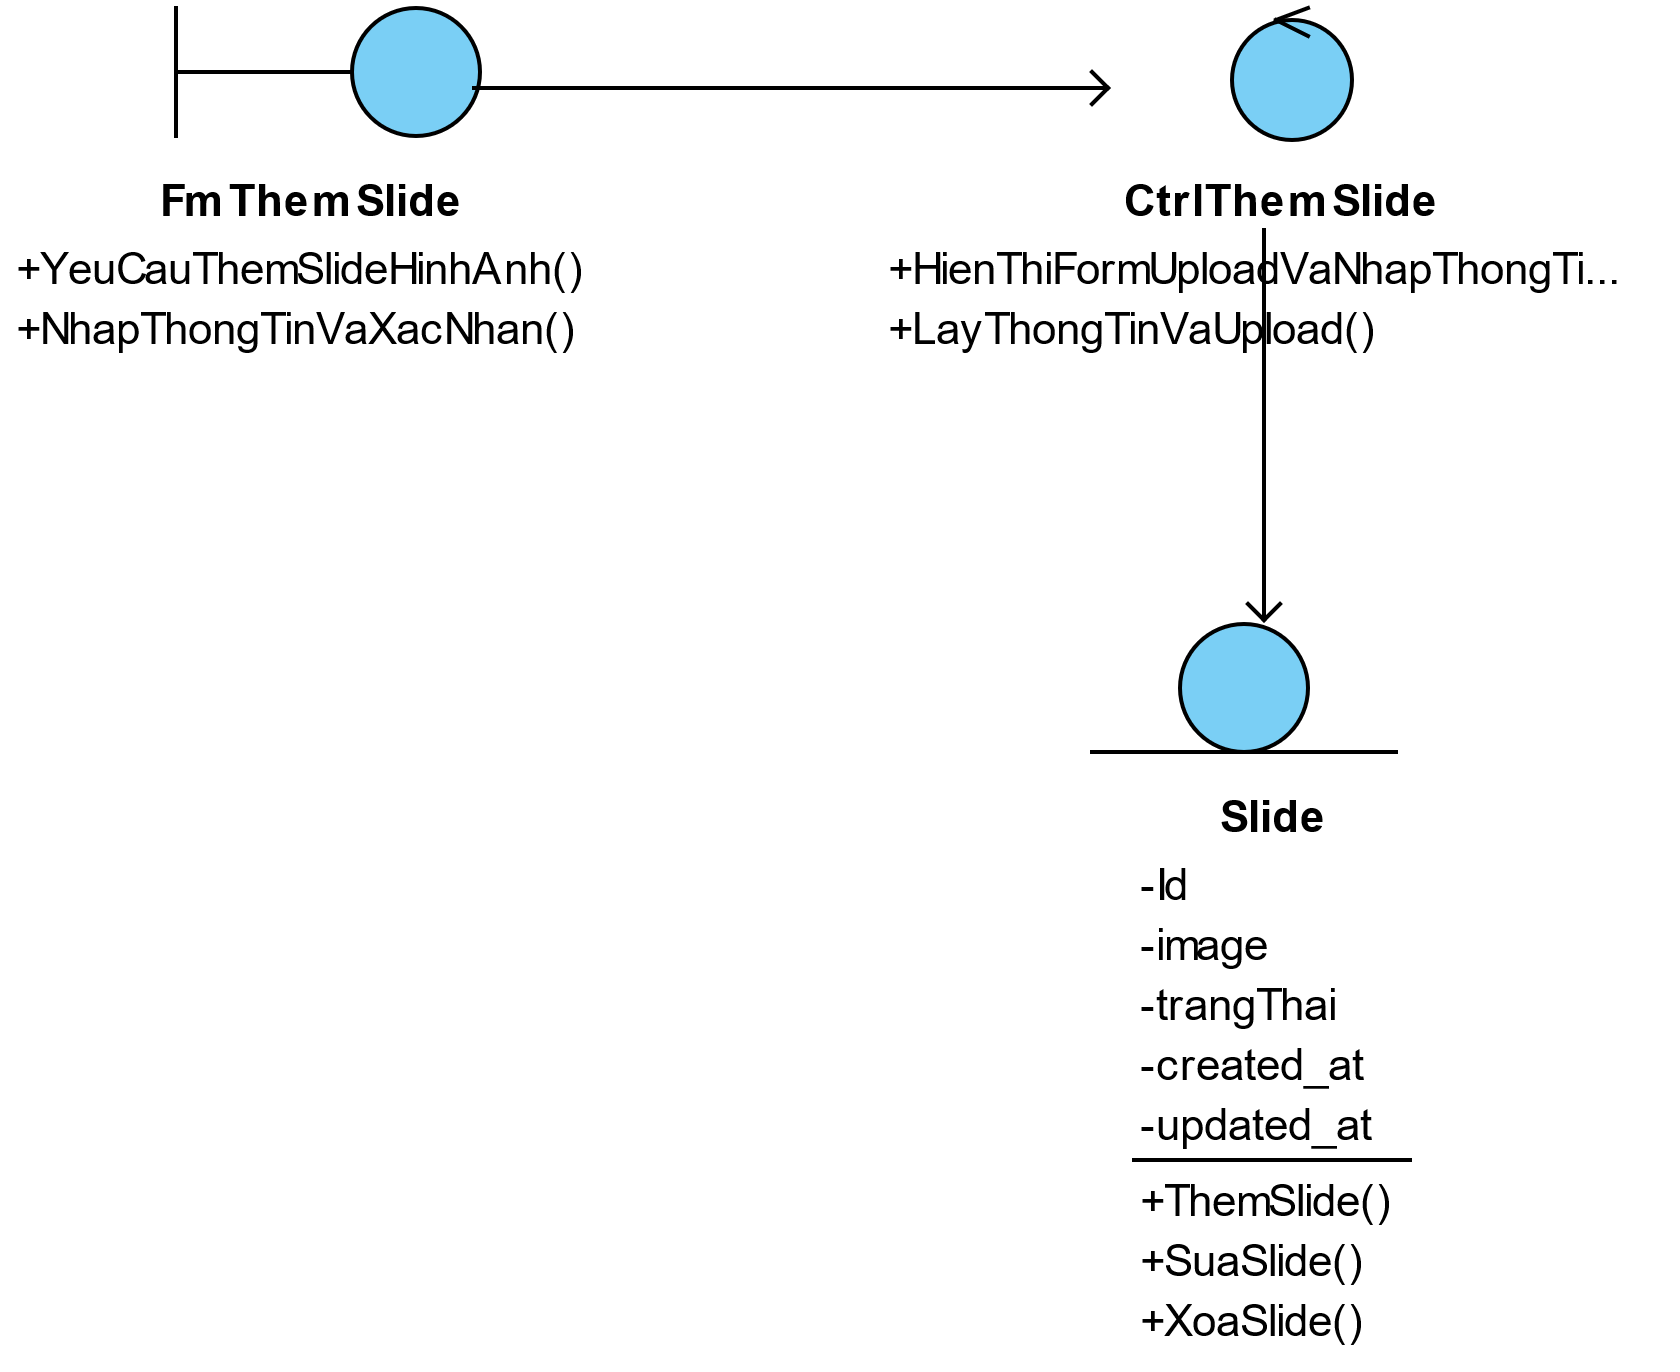 FmThemSlide
+YeuCauThemSlideHinhAnh()
+NhapThongTinVaXacNhan()
CtrlThemSlide
+HienThiFormUploadVaNhapThongTi...
+LayThongTinVaUpload()
Slide
-Id
-image
-trangThai
-created_at
-updated_at
+ThemSlide()
+SuaSlide()
+XoaSlide()